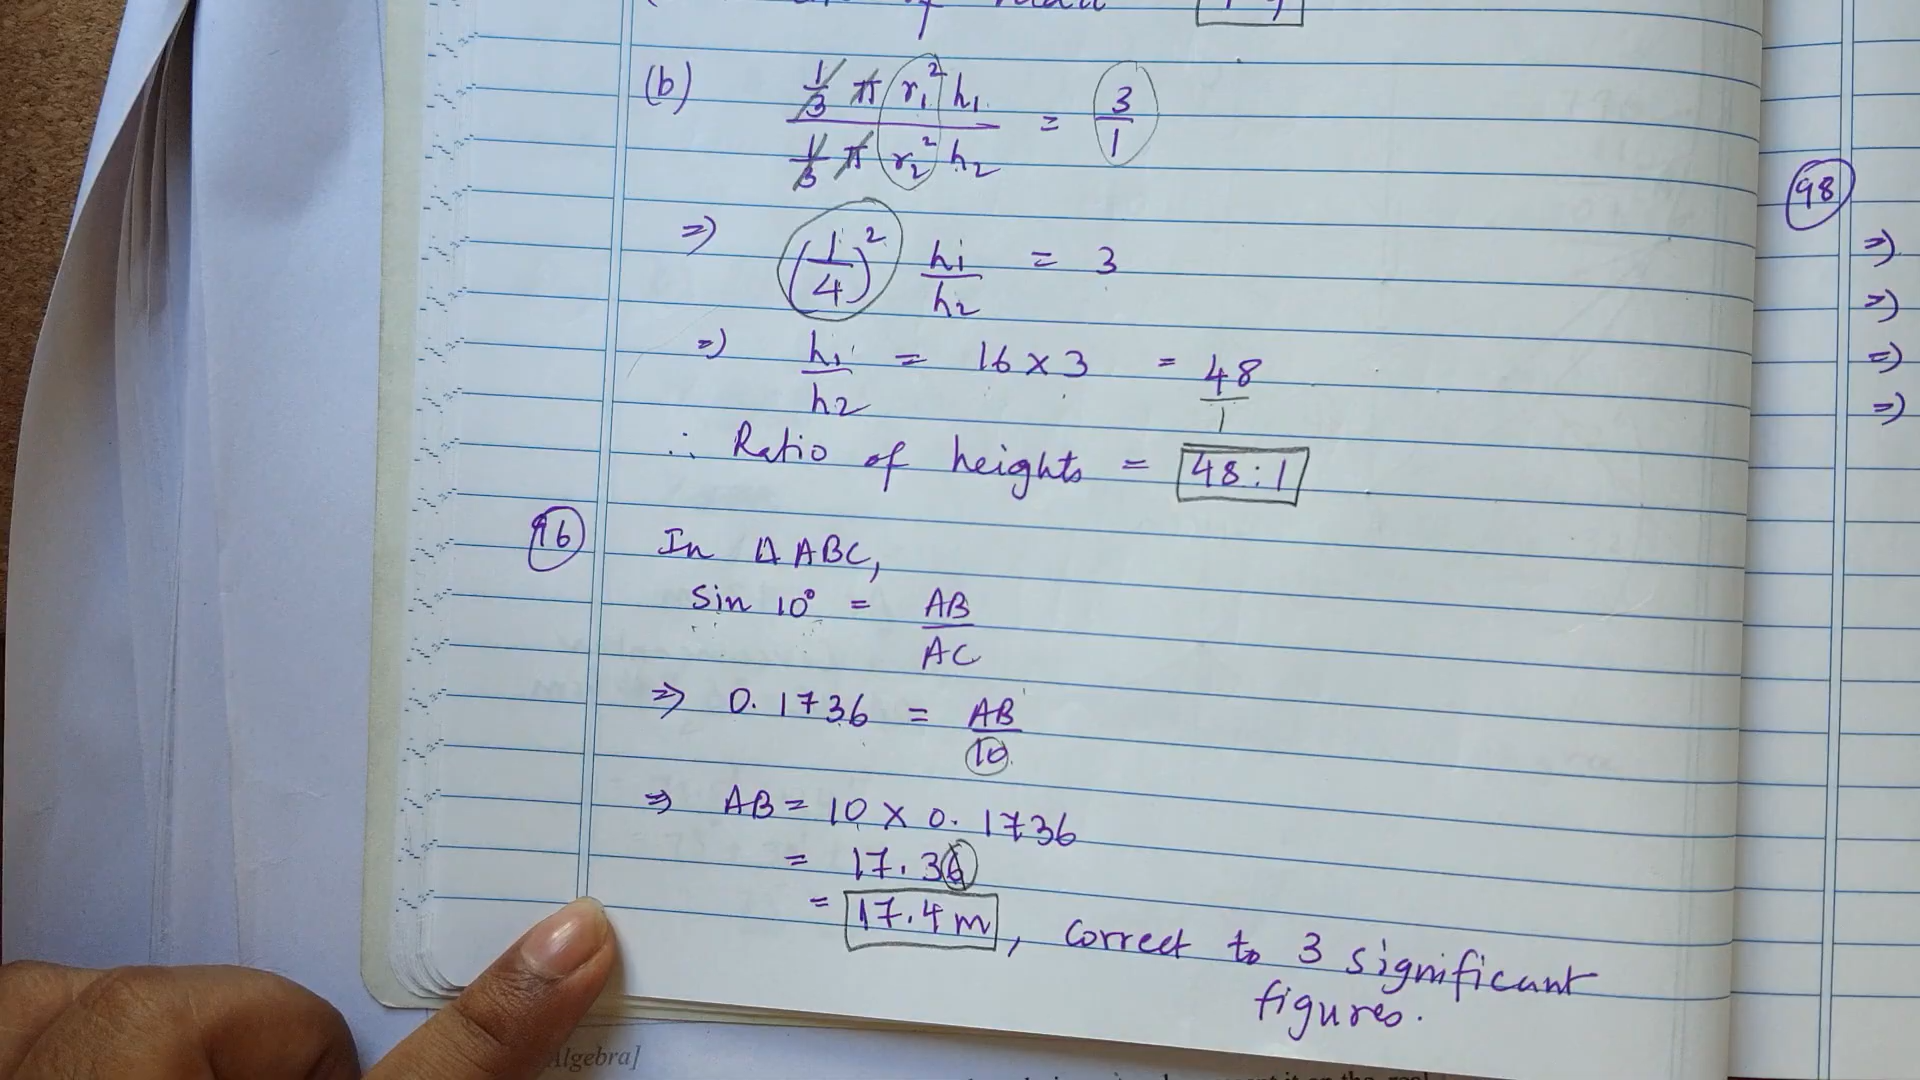 (b) 1/3 π r₁² h₁ / 1/3 π r₂² h₂ = 3/1
⇒ (1/4)² h₁/h₂ = 3
⇒ h₁/h₂ = 16 × 3 = 48/1
∴ Ratio of heights = 48:1
96 In Δ ABC,
Sin 10° = AB/AC
⇒ 0.1736 = AB/10
⇒ AB = 10 × 0.1736
= 17.36
= 17.4 m, correct to 3 significant
figures.
Algebra]
98
⇒)
⇒)
⇒)
⇒)